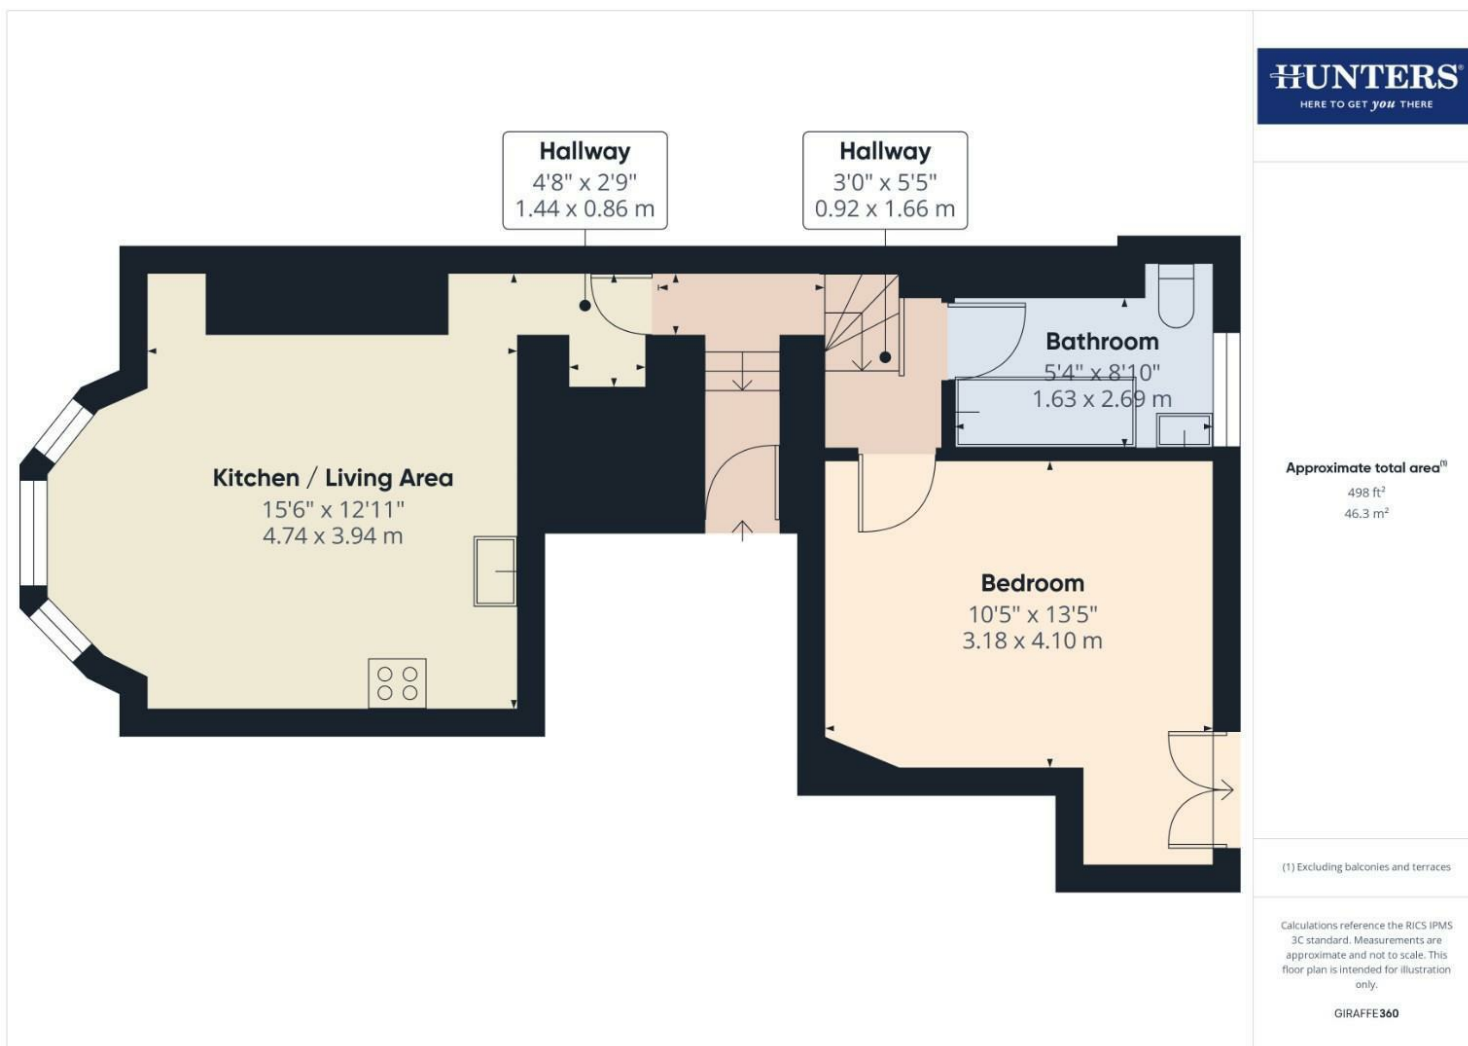 HUNTERS®
HERE TO GET you THERE
Hallway
4'8" x 2'9"
1.44 x 0.86 m
Hallway
3'0" x 5'5"
0.92 x 1.66 m
Bathroom
5'4" x 8'10"
1.63 x 2.69 m
Kitchen / Living Area
15'6" x 12'11"
4.74 x 3.94 m
Bedroom
10'5" x 13'5"
3.18 x 4.10 m
Approximate total area(1)
498 ft²
46.3 m²
(1) Excluding balconies and terraces
Calculations reference the RICS IPMS
3C standard. Measurements are
approximate and not to scale. This
floor plan is intended for illustration
only.
GIRAFFE360